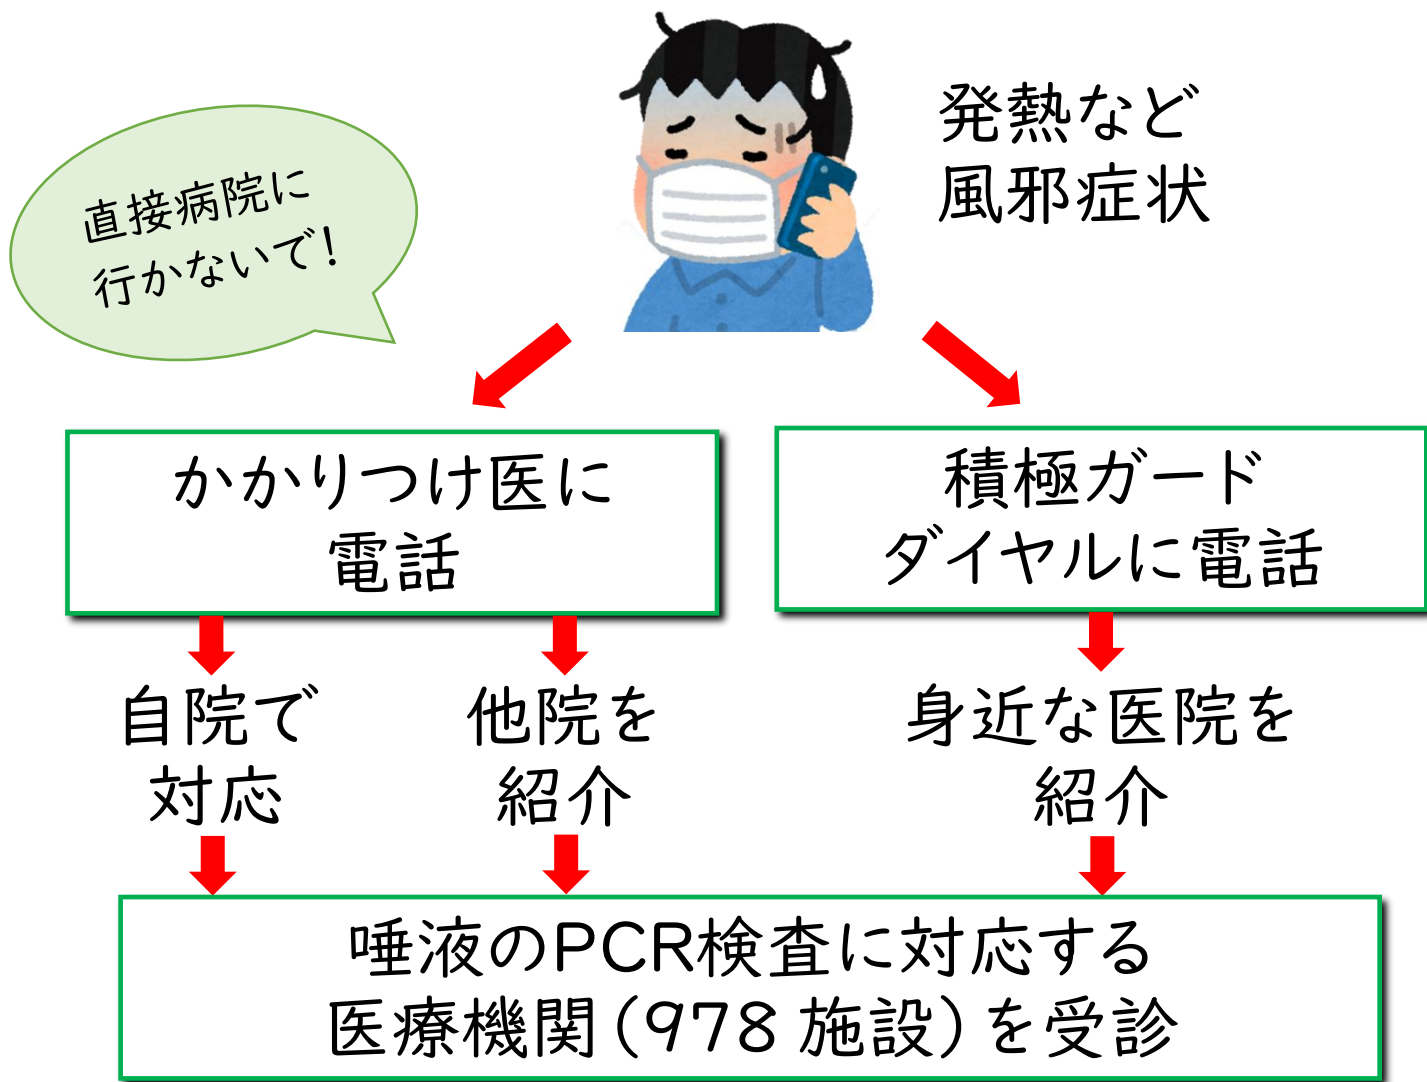 発熱など
風邪症状
直接病院に
行かないで!
かかりつけ医に
電話
積極ガード
ダイヤルに電話
自院で
対応
他院を
紹介
身近な医院を
紹介
唾液のPCR検査に対応する
医療機関(978 施設)を受診